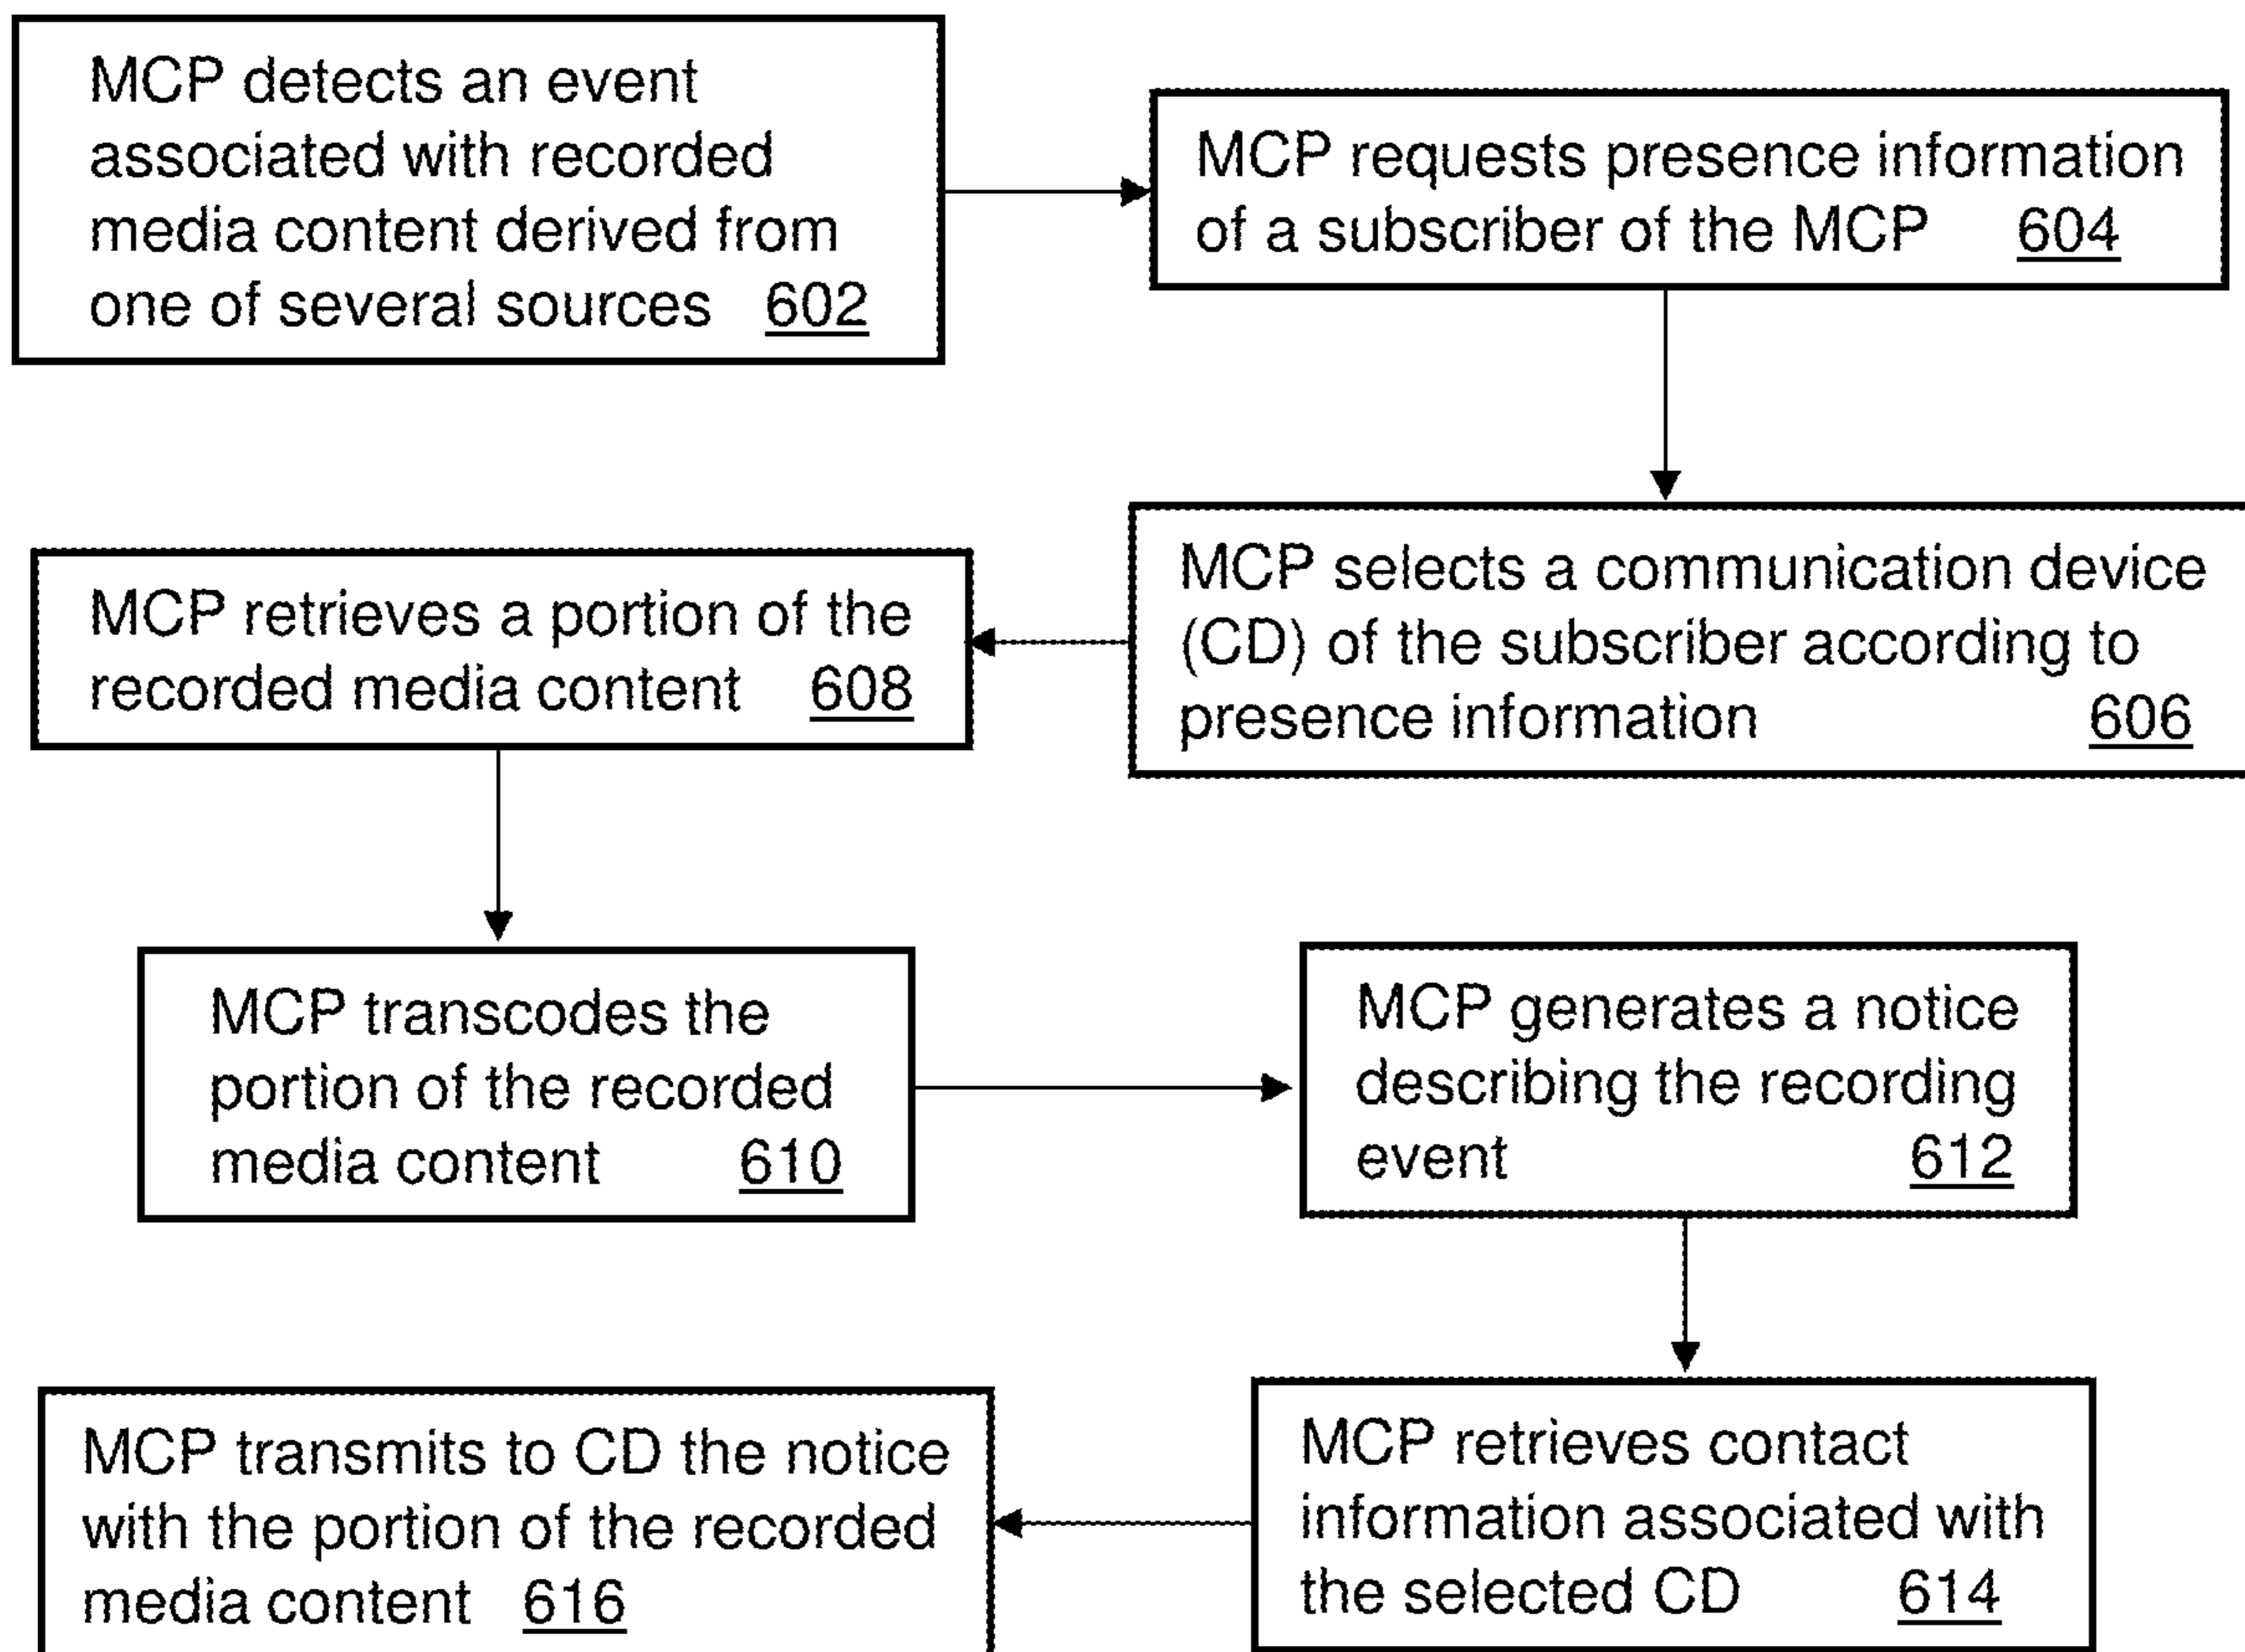 MCP detects an event
associated with recorded
media content derived from
one of several sources 602
MCP requests presence information
of a subscriber of the MCP 604
MCP selects a communication device
(CD) of the subscriber according to
presence information 606
MCP retrieves a portion of the
recorded media content 608
MCP transcodes the
portion of the recorded
media content 610
MCP generates a notice
describing the recording
event 612
MCP retrieves contact
information associated with
the selected CD 614
MCP transmits to CD the notice
with the portion of the recorded
media content 616